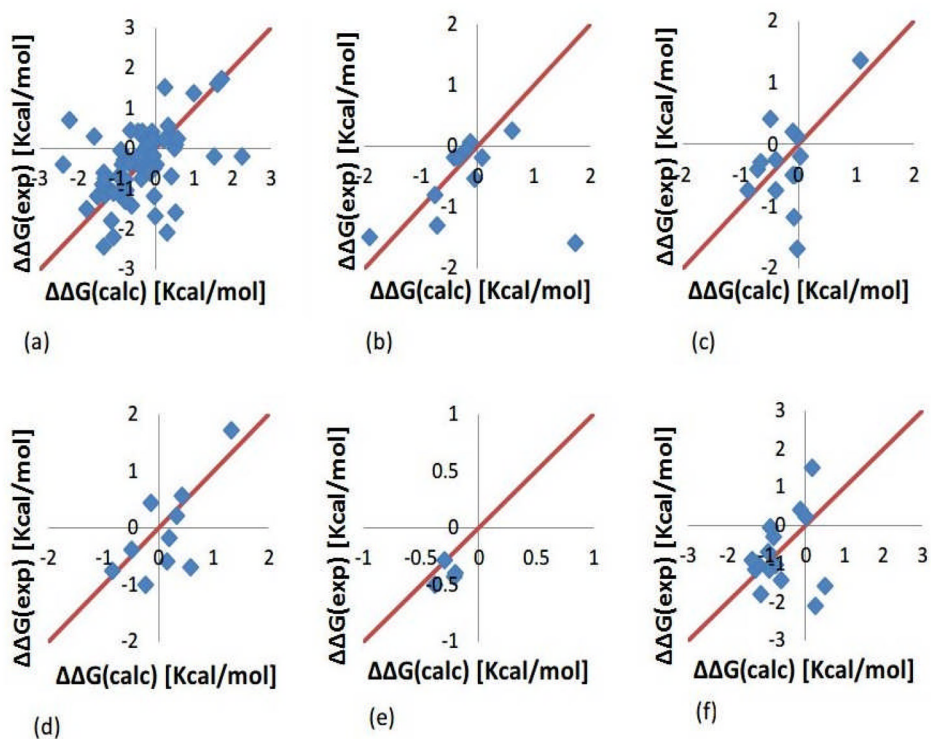 ΔΔG(exp) [Kcal/mol]
3
2
1
0
-3 -2 -1 0 1 2 3
-1
-2
-3
ΔΔG(calc) [Kcal/mol]
(a)
ΔΔG(exp) [Kcal/mol]
2
1
0
-2 -1 0 1 2
-1
-2
ΔΔG(calc) [Kcal/mol]
(b)
ΔΔG(exp) [Kcal/mol]
2
1
0
-2 -1 0 1 2
-1
-2
ΔΔG(calc) [Kcal/mol]
(c)
ΔΔG(exp) [Kcal/mol]
2
1
0
-2 -1 0 1 2
-1
-2
ΔΔG(calc) [Kcal/mol]
(d)
ΔΔG(exp) [Kcal/mol]
1
0.5
0
-1 -0.5 0 0.5 1
-0.5
-1
ΔΔG(calc) [Kcal/mol]
(e)
ΔΔG(exp) [Kcal/mol]
3
2
1
0
-3 -2 -1 0 1 2 3
-1
-2
-3
ΔΔG(calc) [Kcal/mol]
(f)